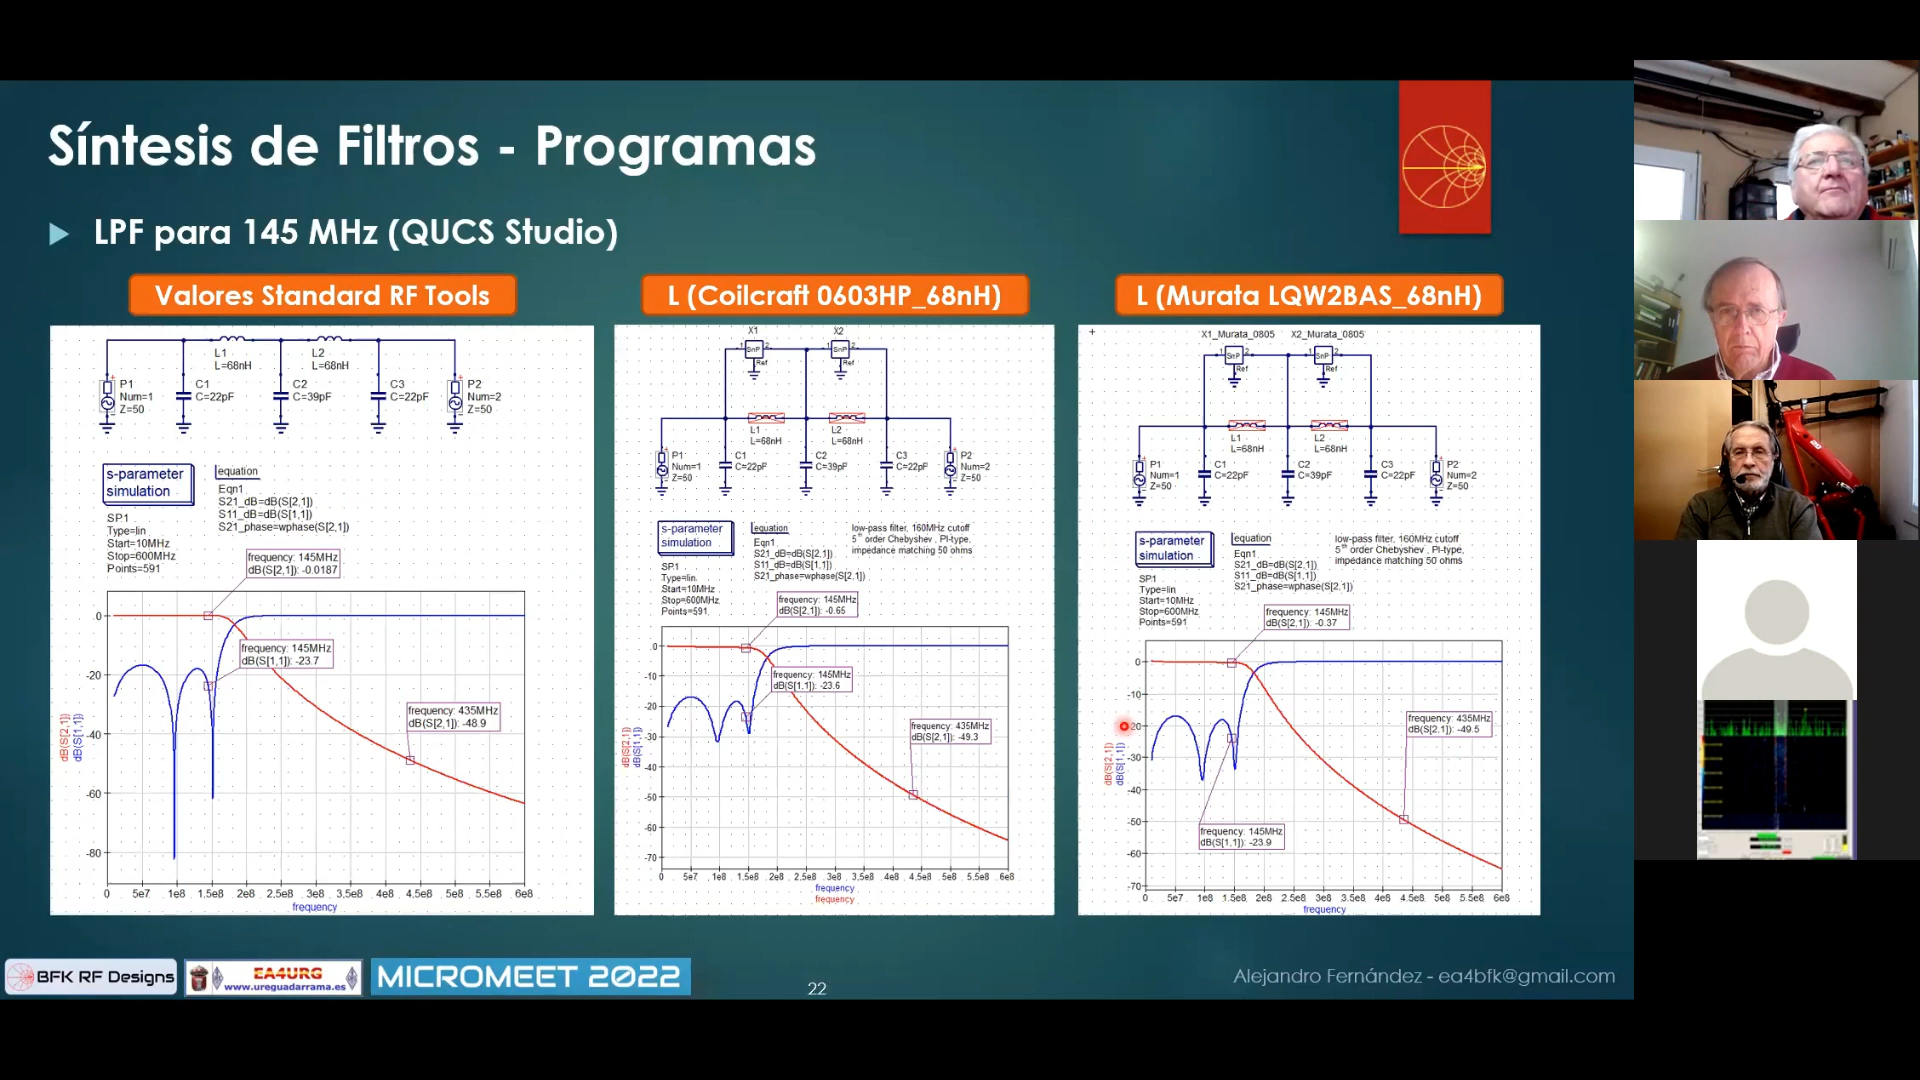 Síntesis de Filtros - Programas
LPF para 145 MHz (QUCS Studio)
Valores Standard RF Tools
L1
L=68nH
L2
L=68nH
P1
Num=1
Z=50
C1
C=22pF
C2
C=39pF
C3
C=22pF
P2
Num=2
Z=50
s-parameter
simulation
equation
Eqn1
S21_dB=dB(S[2,1])
S11_dB=dB(S[1,1])
S21_phase=wphase(S[2,1])
SP1
Type=lin
Start=10MHz
Stop=600MHz
Points=591
frequency: 145MHz
dB(S[2,1]): -0.0187
frequency: 145MHz
dB(S[1,1]): -23.7
frequency: 435MHz
dB(S[2,1]): -48.9
0
-20
-40
-60
-80
dB(S[2,1])
dB(S[1,1])
0 5e7 1e8 1.5e8 2e8 2.5e8 3e8 3.5e8 4e8 4.5e8 5e8 5.5e8 6e8
frequency
L (Coilcraft 0603HP_68nH)
X1
X2
1 SnP 2
Ref
1 SnP 2
Ref
L1
L=68nH
L2
L=68nH
P1
Num=1
Z=50
C1
C=22pF
C2
C=39pF
C3
C=22pF
P2
Num=2
Z=50
s-parameter
simulation
equation
Eqn1
S21_dB=dB(S[2,1])
S11_dB=dB(S[1,1])
S21_phase=wphase(S[2,1])
low-pass filter, 160MHz cutoff
5th order Chebyshev , PI-type,
impedance matching 50 ohms
SP1
Type=lin
Start=10MHz
Stop=600MHz
Points=591
frequency: 145MHz
dB(S[2,1]): -0.65
frequency: 145MHz
dB(S[1,1]): -23.6
frequency: 435MHz
dB(S[2,1]): -49.3
0
-10
-20
-30
-40
-50
-60
-70
dB(S[2,1])
dB(S[1,1])
0 5e7 1e8 1.5e8 2e8 2.5e8 3e8 3.5e8 4e8 4.5e8 5e8 5.5e8 6e8
frequency
frequency
L (Murata LQW2BAS_68nH)
X1_Murata_0805
X2_Murata_0805
1 SnP 2
Ref
1 SnP 2
Ref
L1
L=68nH
L2
L=68nH
P1
Num=1
Z=50
C1
C=22pF
C2
C=39pF
C3
C=22pF
P2
Num=2
Z=50
s-parameter
simulation
equation
Eqn1
S21_dB=dB(S[2,1])
S11_dB=dB(S[1,1])
S21_phase=wphase(S[2,1])
low-pass filter, 160MHz cutoff
5th order Chebyshev , PI-type,
impedance matching 50 ohms
SP1
Type=lin
Start=10MHz
Stop=600MHz
Points=591
frequency: 145MHz
dB(S[2,1]): -0.37
frequency: 435MHz
dB(S[2,1]): -49.5
frequency: 145MHz
dB(S[1,1]): -23.9
0
-10
-20
-30
-40
-50
-60
-70
dB(S[2,1])
dB(S[1,1])
0 5e7 1e8 1.5e8 2e8 2.5e8 3e8 3.5e8 4e8 4.5e8 5e8 5.5e8 6e8
frequency
BFK RF Designs
EA4URG
www.ureguadarrama.es
MICROMEET 2022
22
Alejandro Fernández - ea4bfk@gmail.com